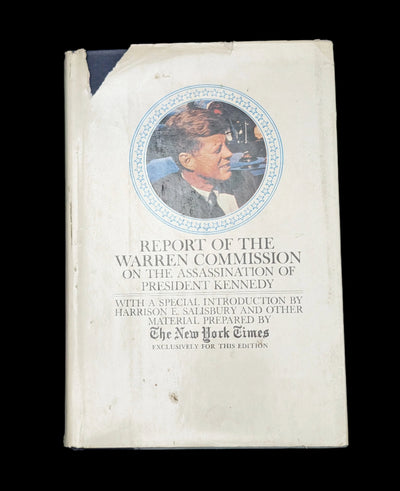 REPORT OF THE
WARREN COMMISSION
ON THE ASSASSINATION OF
PRESIDENT KENNEDY
WITH A SPECIAL INTRODUCTION BY
HARRISON E. SALISBURY AND OTHER
MATERIAL PREPARED BY
The New York Times
EXCLUSIVELY FOR THIS EDITION